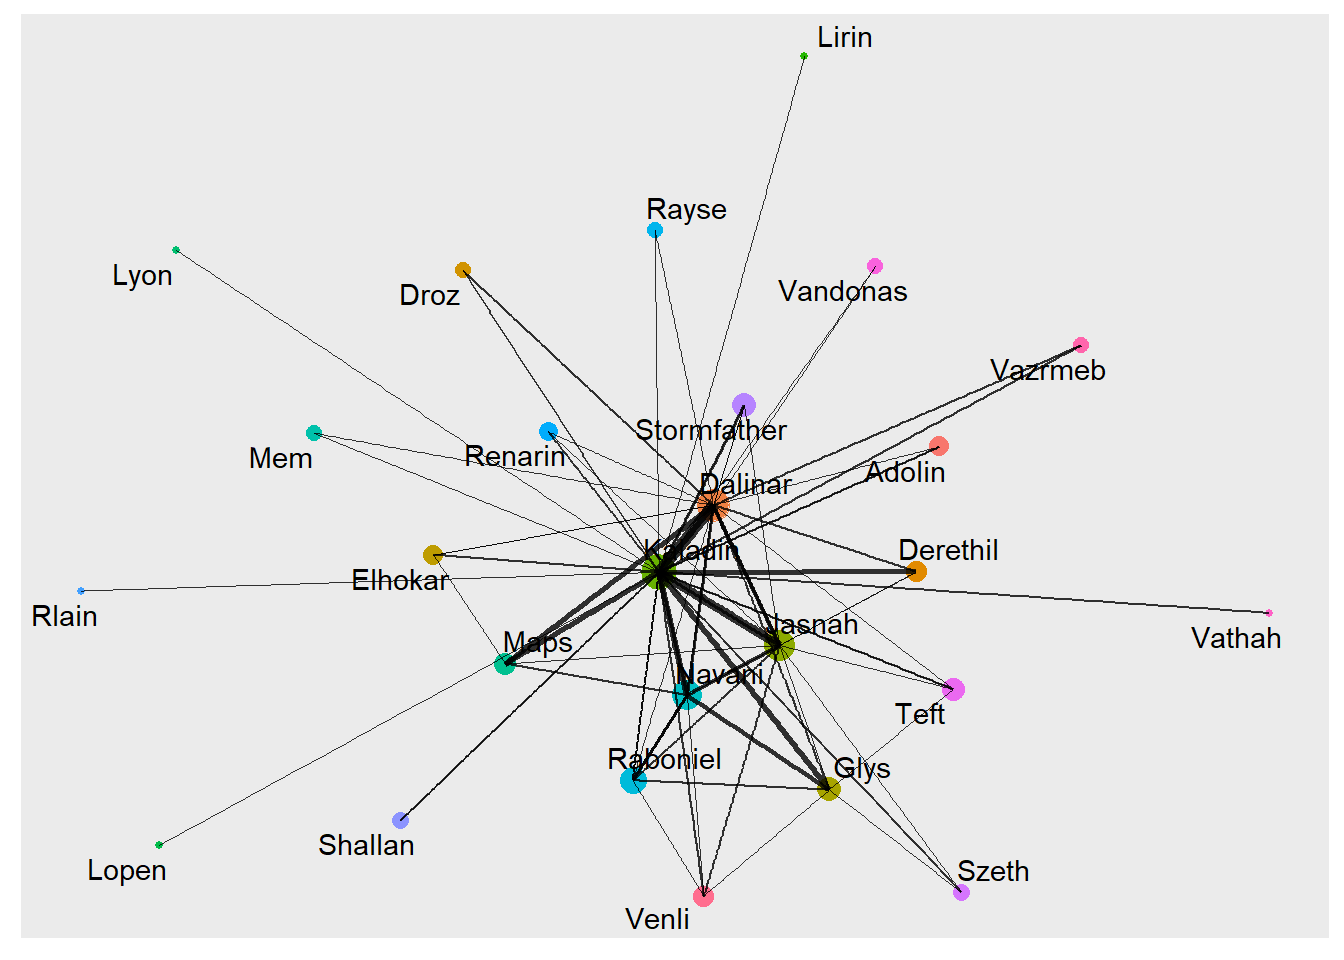 Lirin
Rayse
Lyon
Droz
Vandonas
Vazrmeb
Stormfather
Mem
Renarin
Adolin
Dalinar
Kaladin
Derethil
Elhokar
Rlain
Jasnah
Vathah
Maps
Navani
Teft
Raboniel
Glys
Shallan
Lopen
Szeth
Venli